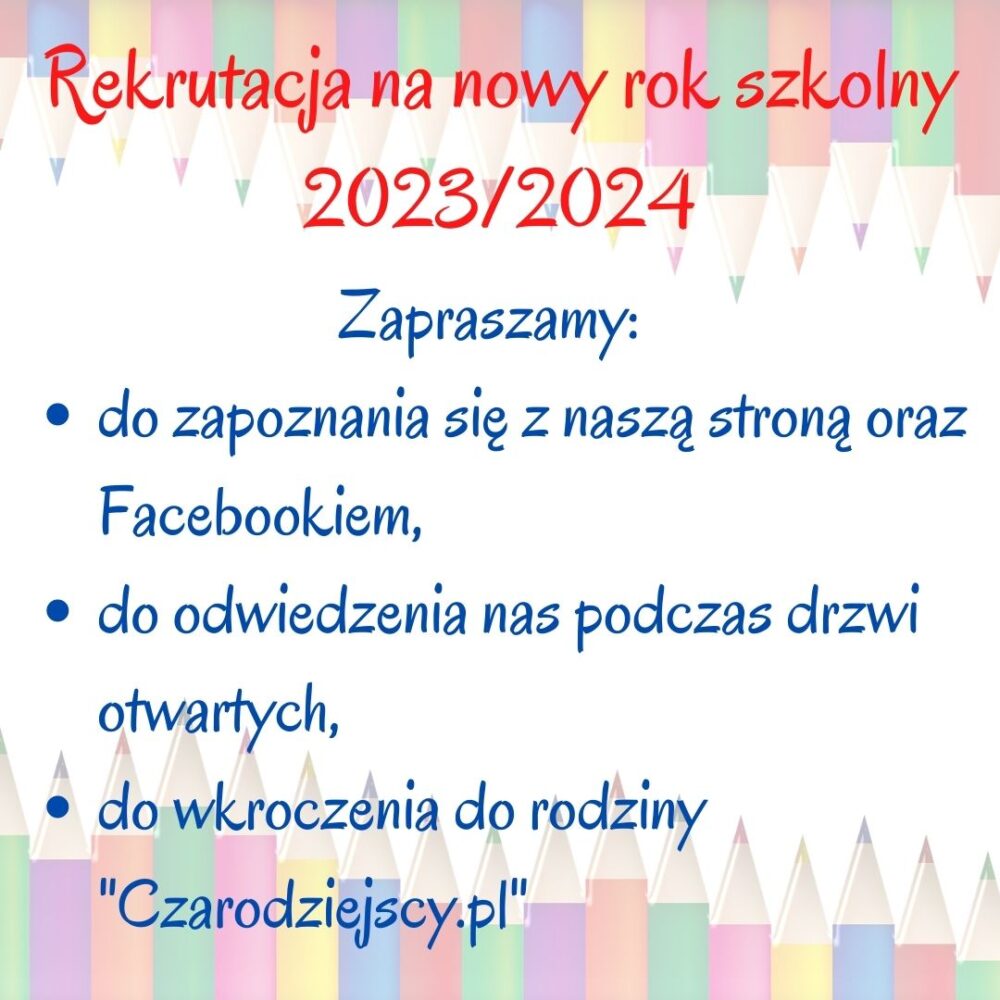 Rekrutacja na nowy rok szkolny
2023/2024
Zapraszamy:
• do zapoznania się z naszą stroną oraz
Facebookiem,
• do odwiedzenia nas podczas drzwi
otwartych,
• do wkroczenia do rodziny
"Czarodziejscy.pl"